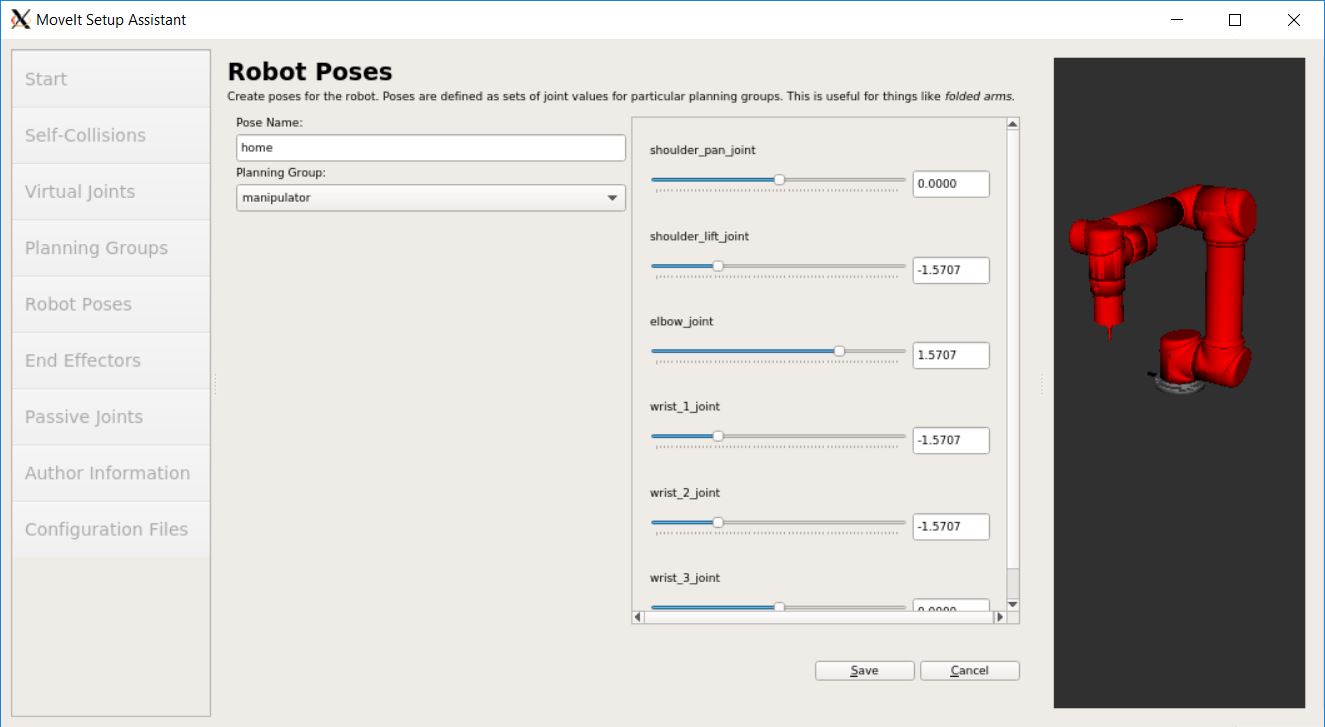 MoveIt Setup Assistant
Start
Self-Collisions
Virtual Joints
Planning Groups
Robot Poses
End Effectors
Passive Joints
Author Information
Configuration Files
Robot Poses
Create poses for the robot. Poses are defined as sets of joint values for particular planning groups. This is useful for things like folded arms.
Pose Name:
home
Planning Group:
manipulator
shoulder_pan_joint
0.0000
shoulder_lift_joint
-1.5707
elbow_joint
1.5707
wrist_1_joint
-1.5707
wrist_2_joint
-1.5707
wrist_3_joint
0.0000
Save
Cancel